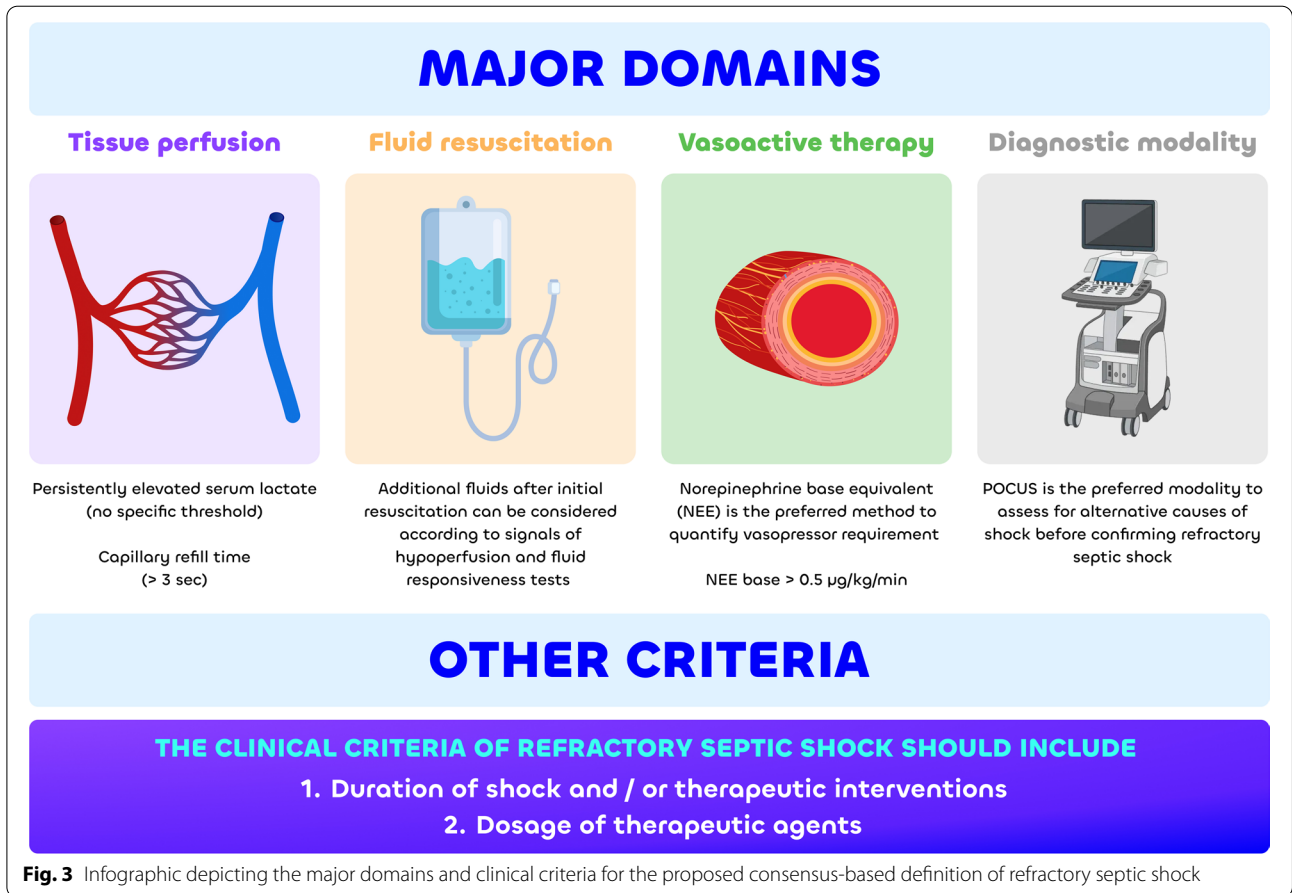 MAJOR DOMAINS
Tissue perfusion
Persistently elevated serum lactate
(no specific threshold)
Capillary refill time
(> 3 sec)
Fluid resuscitation
Additional fluids after initial
resuscitation can be considered
according to signals of
hypoperfusion and fluid
responsiveness tests
Vasoactive therapy
Norepinephrine base equivalent
(NEE) is the preferred method to
quantify vasopressor requirement
NEE base > 0.5 µg/kg/min
Diagnostic modality
POCUS is the preferred modality to
assess for alternative causes of
shock before confirming refractory
septic shock
OTHER CRITERIA
THE CLINICAL CRITERIA OF REFRACTORY SEPTIC SHOCK SHOULD INCLUDE
1. Duration of shock and / or therapeutic interventions
2. Dosage of therapeutic agents
Fig. 3 Infographic depicting the major domains and clinical criteria for the proposed consensus-based definition of refractory septic shock